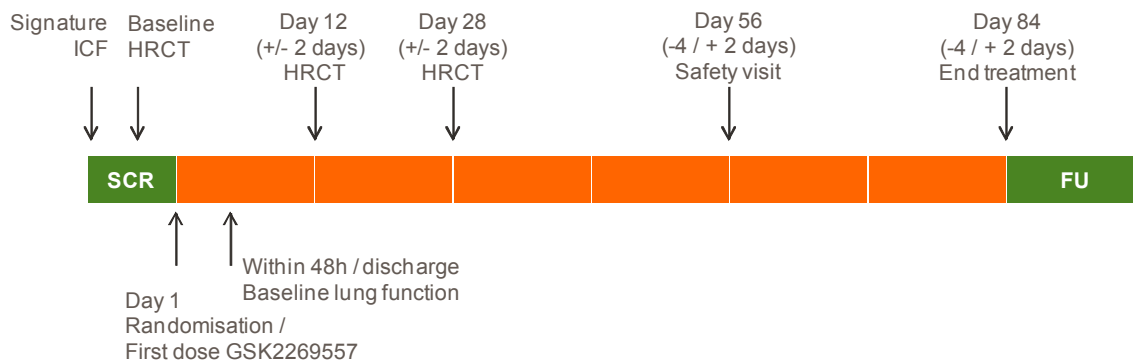 Signature
ICF
Baseline
HRCT
Day 12
(+/- 2 days)
HRCT
Day 28
(+/- 2 days)
HRCT
Day 56
(-4 / + 2 days)
Safety visit
Day 84
(-4 / + 2 days)
End treatment
SCR
FU
Within 48h / discharge
Baseline lung function
Day 1
Randomisation /
First dose GSK2269557